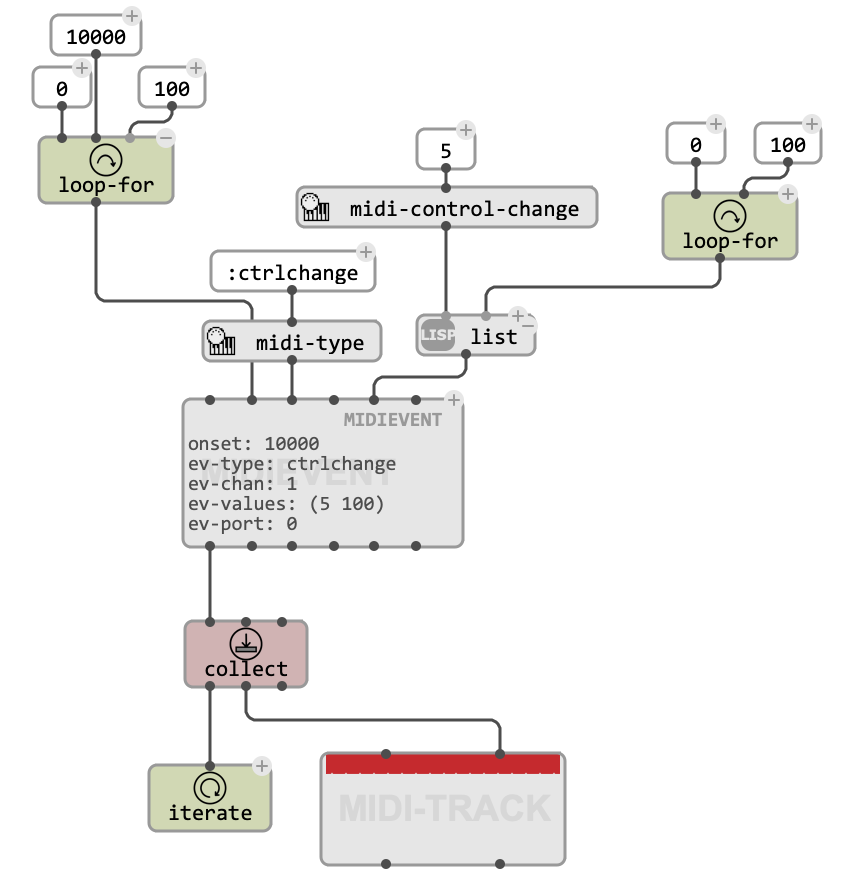 10000
0
100
loop-for
5
midi-control-change
0
100
loop-for
:ctrlchange
midi-type
LISP
list
MIDIEVENT
MIDIEVENT
onset: 10000
ev-type: ctrlchange
ev-chan: 1
ev-values: (5 100)
ev-port: 0
collect
iterate
MIDI-TRACK